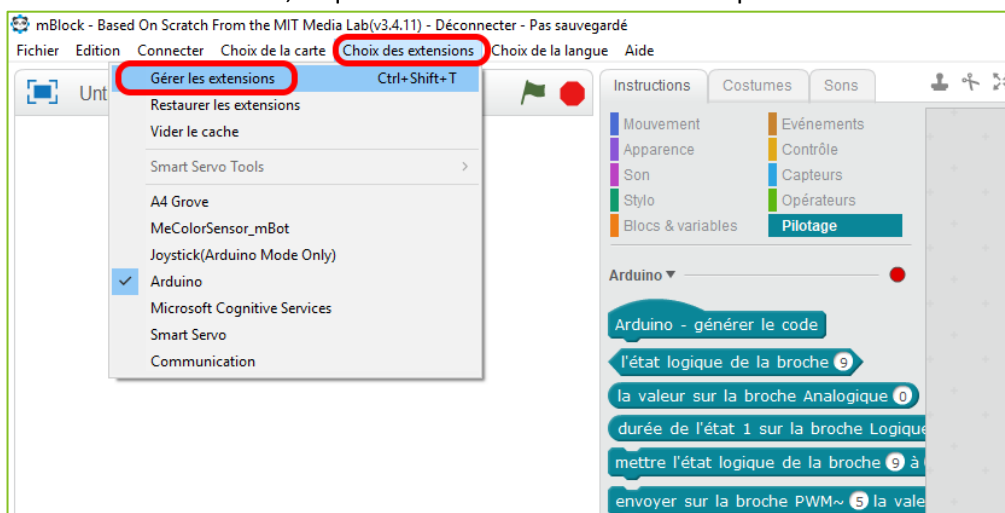 mBlock - Based On Scratch From the MIT Media Lab(v3.4.11) - Déconnecter - Pas sauvegardé
Fichier Edition Connecter Choix de la carte Choix des extensions Choix de la langue Aide
Gérer les extensions Ctrl+Shift+T
Restaurer les extensions
Vider le cache
Smart Servo Tools >
A4 Grove
MeColorSensor_mBot
Joystick(Arduino Mode Only)
Arduino
Microsoft Cognitive Services
Smart Servo
Communication
Unt
Instructions Costumes Sons
Mouvement Evénements
Apparence Contrôle
Son Capteurs
Stylo Opérateurs
Blocs & variables Pilotage
Arduino
Arduino - générer le code
l'état logique de la broche 9
la valeur sur la broche Analogique 0
durée de l'état 1 sur la broche Logique
mettre l'état logique de la broche 9 à
envoyer sur la broche PWM~ 5 la vale